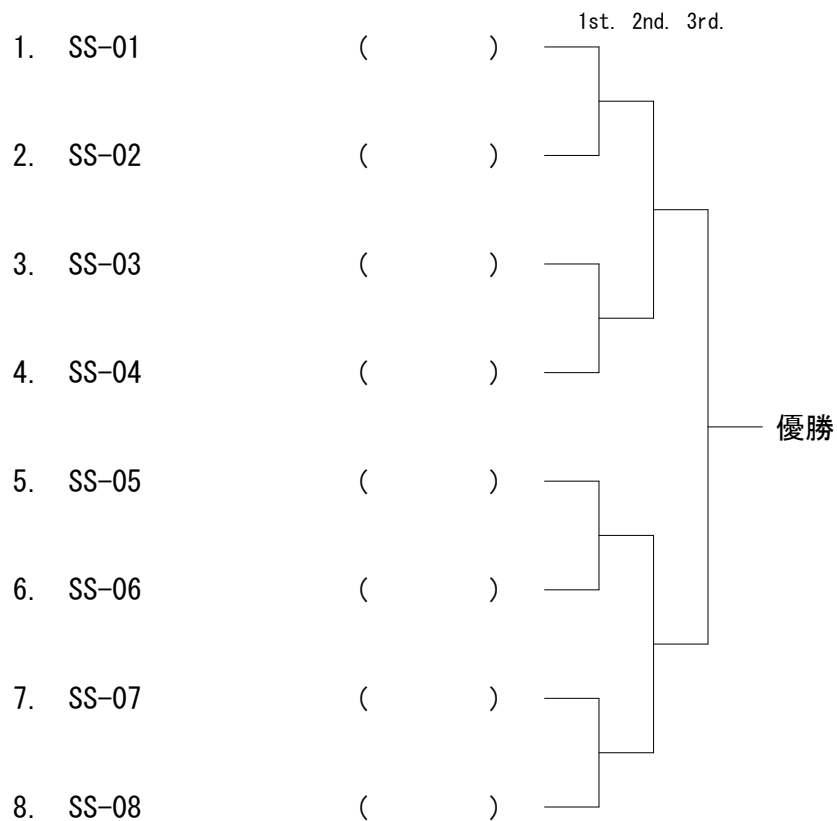 1st. 2nd. 3rd.
1. SS-01 ( )
2. SS-02 ( )
3. SS-03 ( )
4. SS-04 ( )
優勝
5. SS-05 ( )
6. SS-06 ( )
7. SS-07 ( )
8. SS-08 ( )